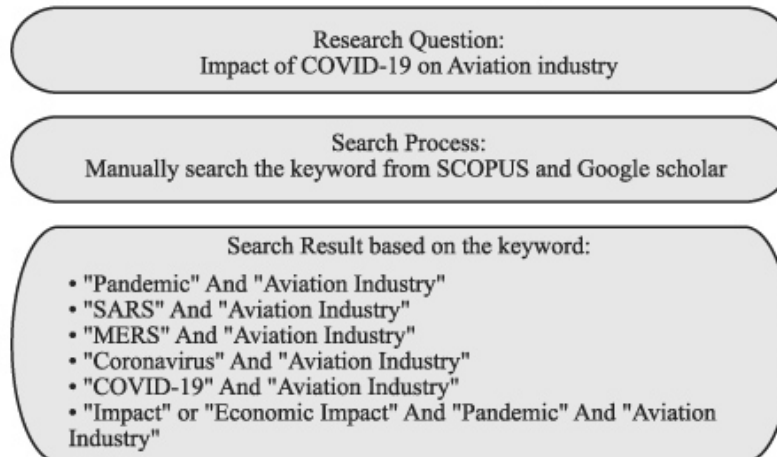 Research Question:
Impact of COVID-19 on Aviation industry
Search Process:
Manually search the keyword from SCOPUS and Google scholar
Search Result based on the keyword:
• "Pandemic" And "Aviation Industry"
• "SARS" And "Aviation Industry"
• "MERS" And "Aviation Industry"
• "Coronavirus" And "Aviation Industry"
• "COVID-19" And "Aviation Industry"
• "Impact" or "Economic Impact" And "Pandemic" And "Aviation
Industry"